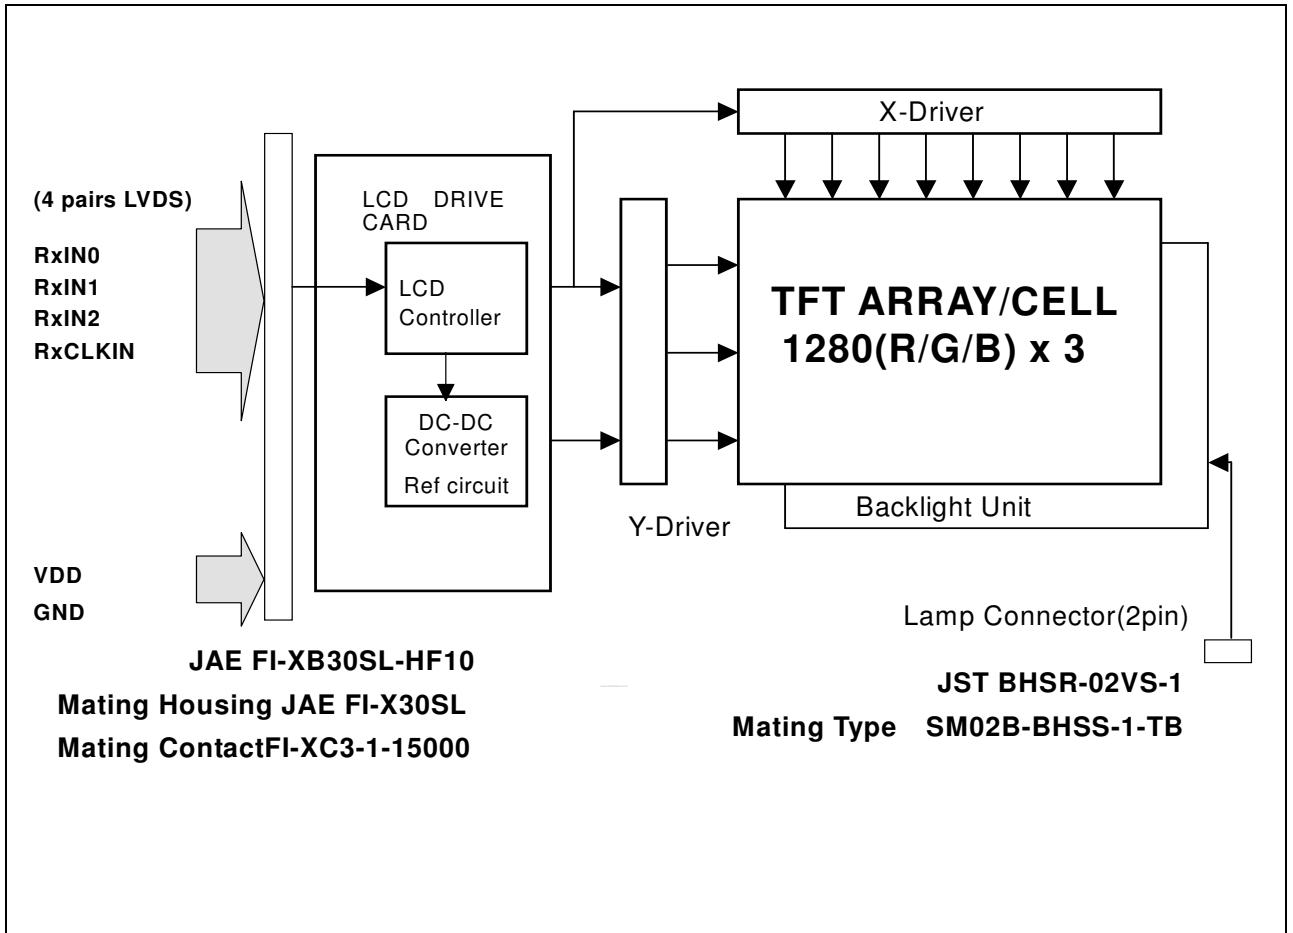 X-Driver
(4 pairs LVDS)
RxIN0
RxIN1
RxIN2
RxCLKIN
LCD DRIVE
CARD
LCD
Controller
DC-DC
Converter
Ref circuit
TFT ARRAY/CELL
1280(R/G/B) x 3
Backlight Unit
Y-Driver
VDD
GND
Lamp Connector(2pin)
JAE FI-XB30SL-HF10
Mating Housing JAE FI-X30SL
Mating ContactFI-XC3-1-15000
JST BHSR-02VS-1
Mating Type SM02B-BHSS-1-TB